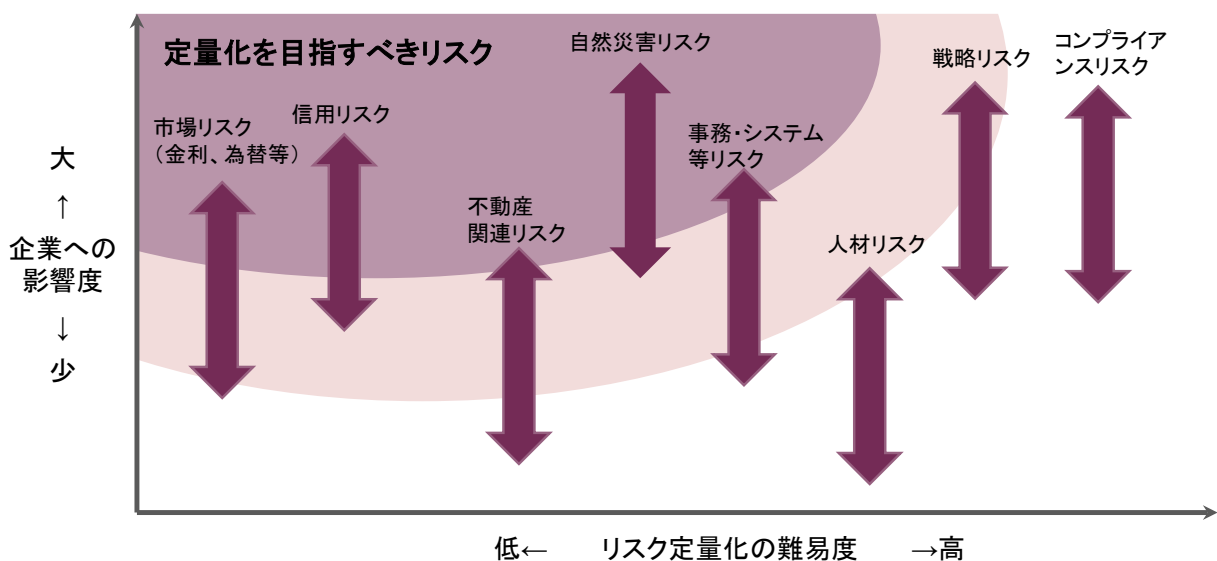 定量化を目指すべきリスク
自然災害リスク
戦略リスク
コンプライア
ンスリスク
市場リスク
（金利、為替等）
信用リスク
事務・システム
等リスク
不動産
関連リスク
人材リスク
大
↑
企業への
影響度
↓
少
低← リスク定量化の難易度 →高